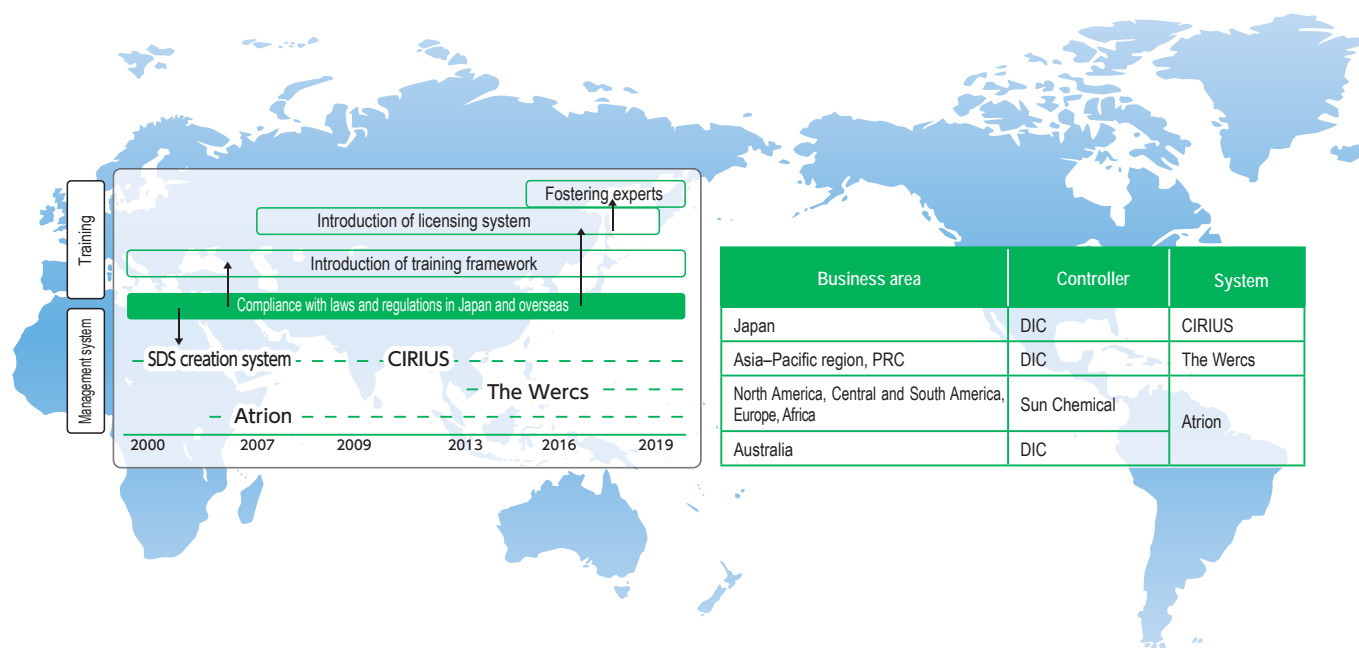 Training
Fostering experts
Introduction of licensing system
Introduction of training framework
Compliance with laws and regulations in Japan and overseas
Management system
SDS creation system
CIRIUS
The Wercs
Atrion
2000 2007 2009 2013 2016 2019
Business area Controller System
Japan DIC CIRIUS
Asia–Pacific region, PRC DIC The Wercs
North America, Central and South America,
Europe, Africa
Sun Chemical
Atrion
Australia DIC